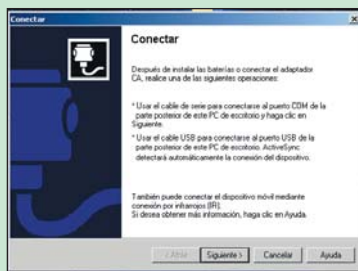 Conectar
Conectar
Después de instalar las baterías o conectar el adaptador
CA, realice una de las siguientes operaciones:
* Usar el cable de serie para conectarse al puerto COM de la
parte posterior de este PC de escritorio y haga clic en
Siguiente.
* Usar el cable USB para conectarse al puerto USB de la
parte posterior de este PC de escritorio. ActiveSync
detectará automáticamente la conexión del dispositivo.
También puede conectar el dispositivo móvil mediante
conexión por infrarrojos (IR).
Si desea obtener más información, haga clic en Ayuda.
< Atrás Siguiente > Cancelar Ayuda